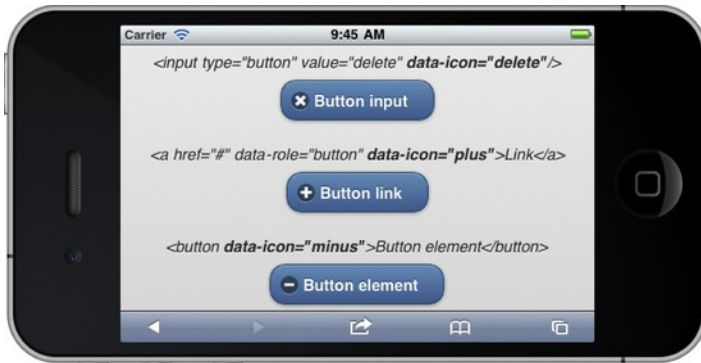 Carrier 9:45 AM
<input type="button" value="delete" data-icon="delete"/>
Button input
<a href="#" data-role="button" data-icon="plus">Link</a>
Button link
<button data-icon="minus">Button element</button>
Button element